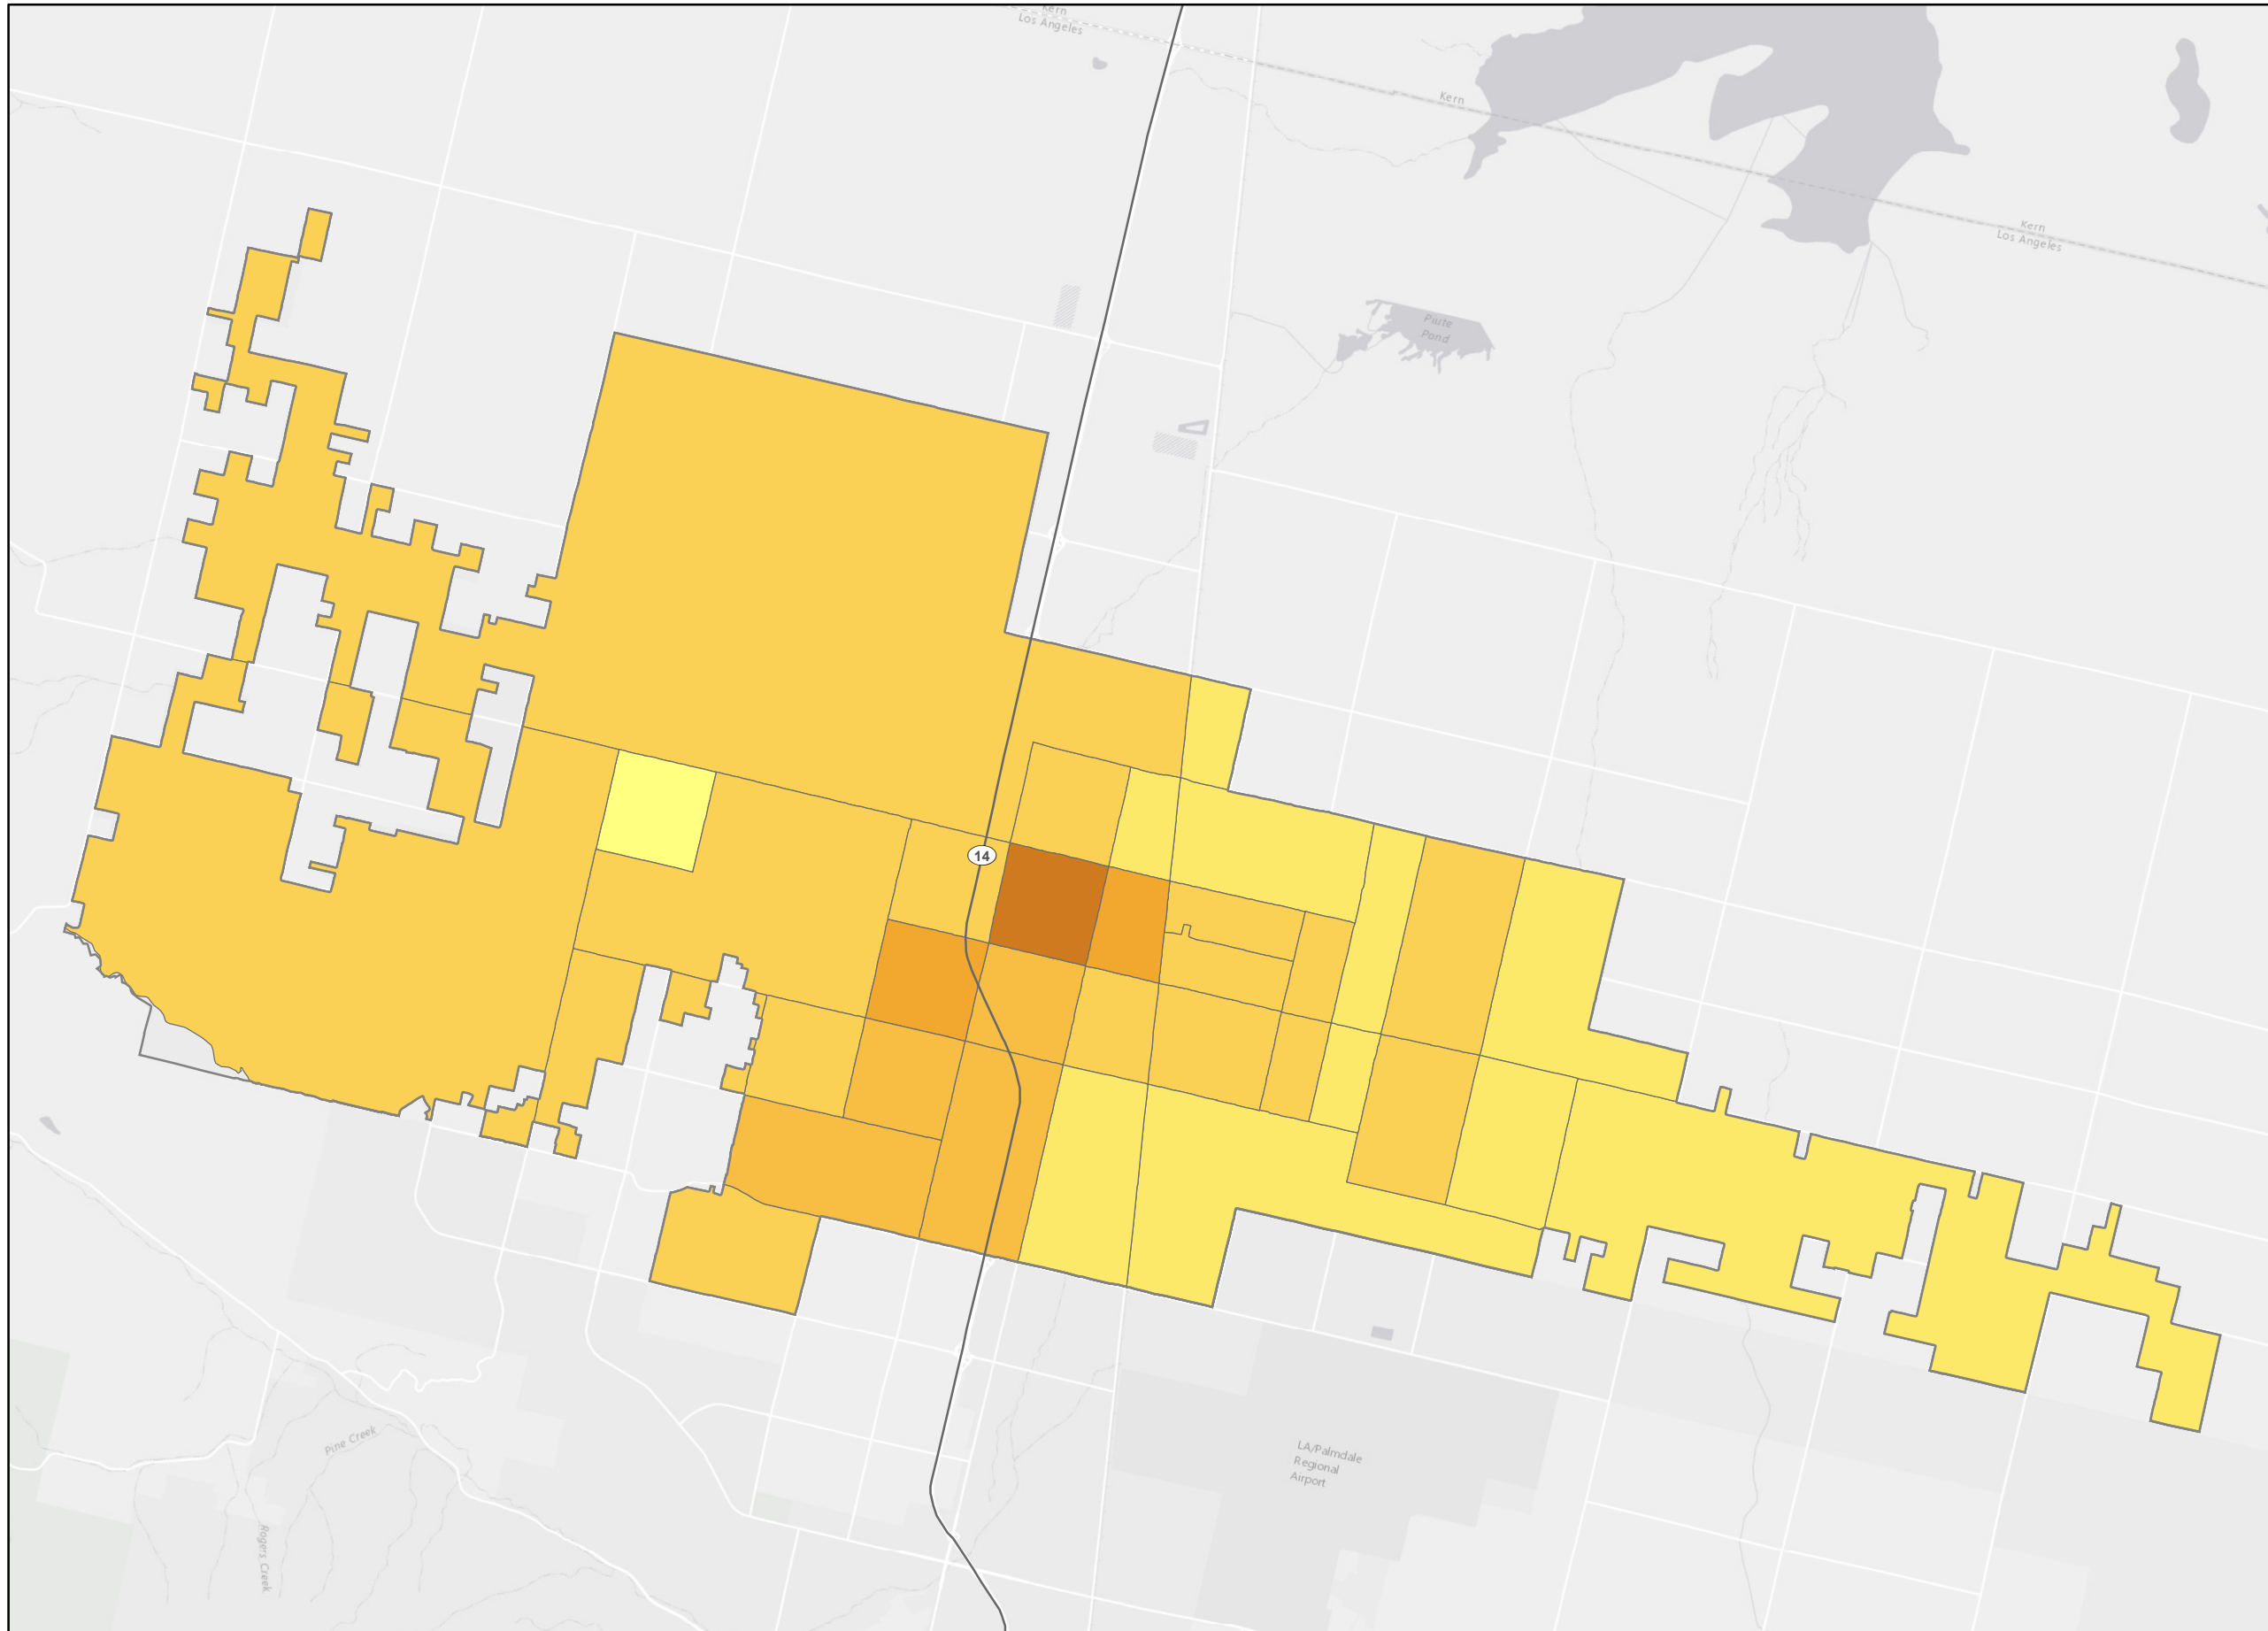 Kern
Los Angeles
Kern
Kern
Los Angeles
Piute
Pond
14
LA/Palmdale
Regional
Airport
Pine Creek
Rogers Creek